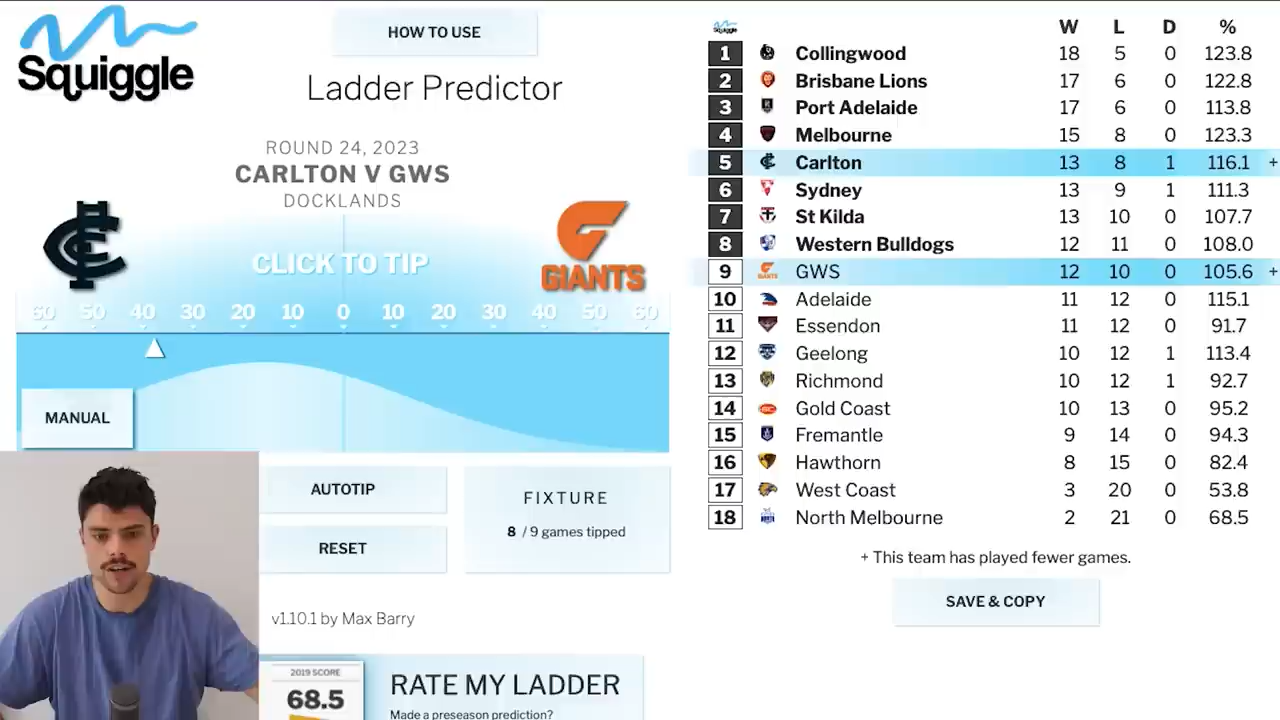 Squiggle
HOW TO USE
Ladder Predictor
ROUND 24, 2023
CARLTON V GWS
DOCKLANDS
GIANTS
CLICK TO TIP
60 50 40 30 20 10 0 10 20 30 40 50 60
MANUAL
AUTOTIP
RESET
FIXTURE
8 / 9 games tipped
v1.10.1 by Max Barry
2019 SCORE
68.5
RATE MY LADDER
Made a preseason prediction?
W L D %
1 Collingwood 18 5 0 123.8
2 Brisbane Lions 17 6 0 122.8
3 Port Adelaide 17 6 0 113.8
4 Melbourne 15 8 0 123.3
5 Carlton 13 8 1 116.1 +
6 Sydney 13 9 1 111.3
7 St Kilda 13 10 0 107.7
8 Western Bulldogs 12 11 0 108.0
9 GWS 12 10 0 105.6 +
10 Adelaide 11 12 0 115.1
11 Essendon 11 12 0 91.7
12 Geelong 10 12 1 113.4
13 Richmond 10 12 1 92.7
14 Gold Coast 10 13 0 95.2
15 Fremantle 9 14 0 94.3
16 Hawthorn 8 15 0 82.4
17 West Coast 3 20 0 53.8
18 North Melbourne 2 21 0 68.5
+ This team has played fewer games.
SAVE & COPY